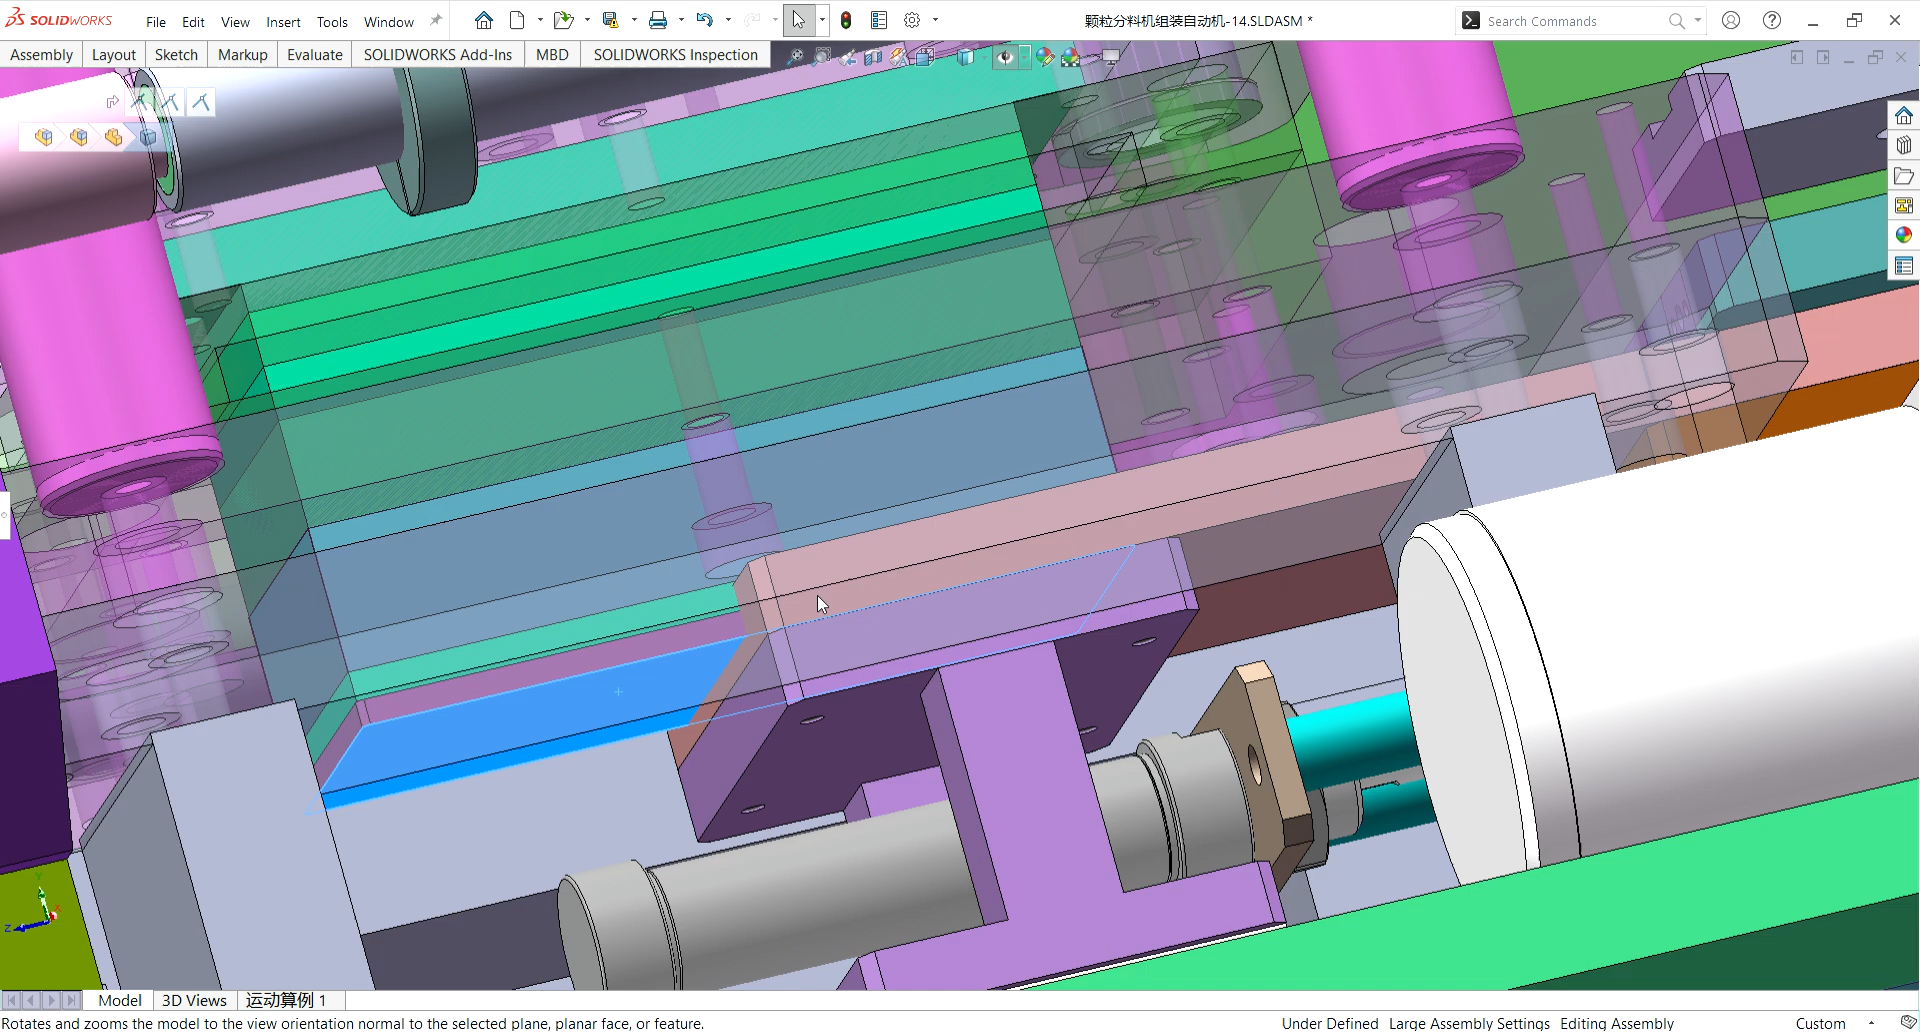 SOLIDWORKS File Edit View Insert Tools Window 颗粒分料机组装自动机-14.SLDASM * Search Commands
Assembly Layout Sketch Markup Evaluate SOLIDWORKS Add-Ins MBD SOLIDWORKS Inspection
Y
X
Z
Model 3D Views 运动算例 1
Rotates and zooms the model to the view orientation normal to the selected plane, planar face, or feature. Under Defined Large Assembly Settings Editing Assembly Custom